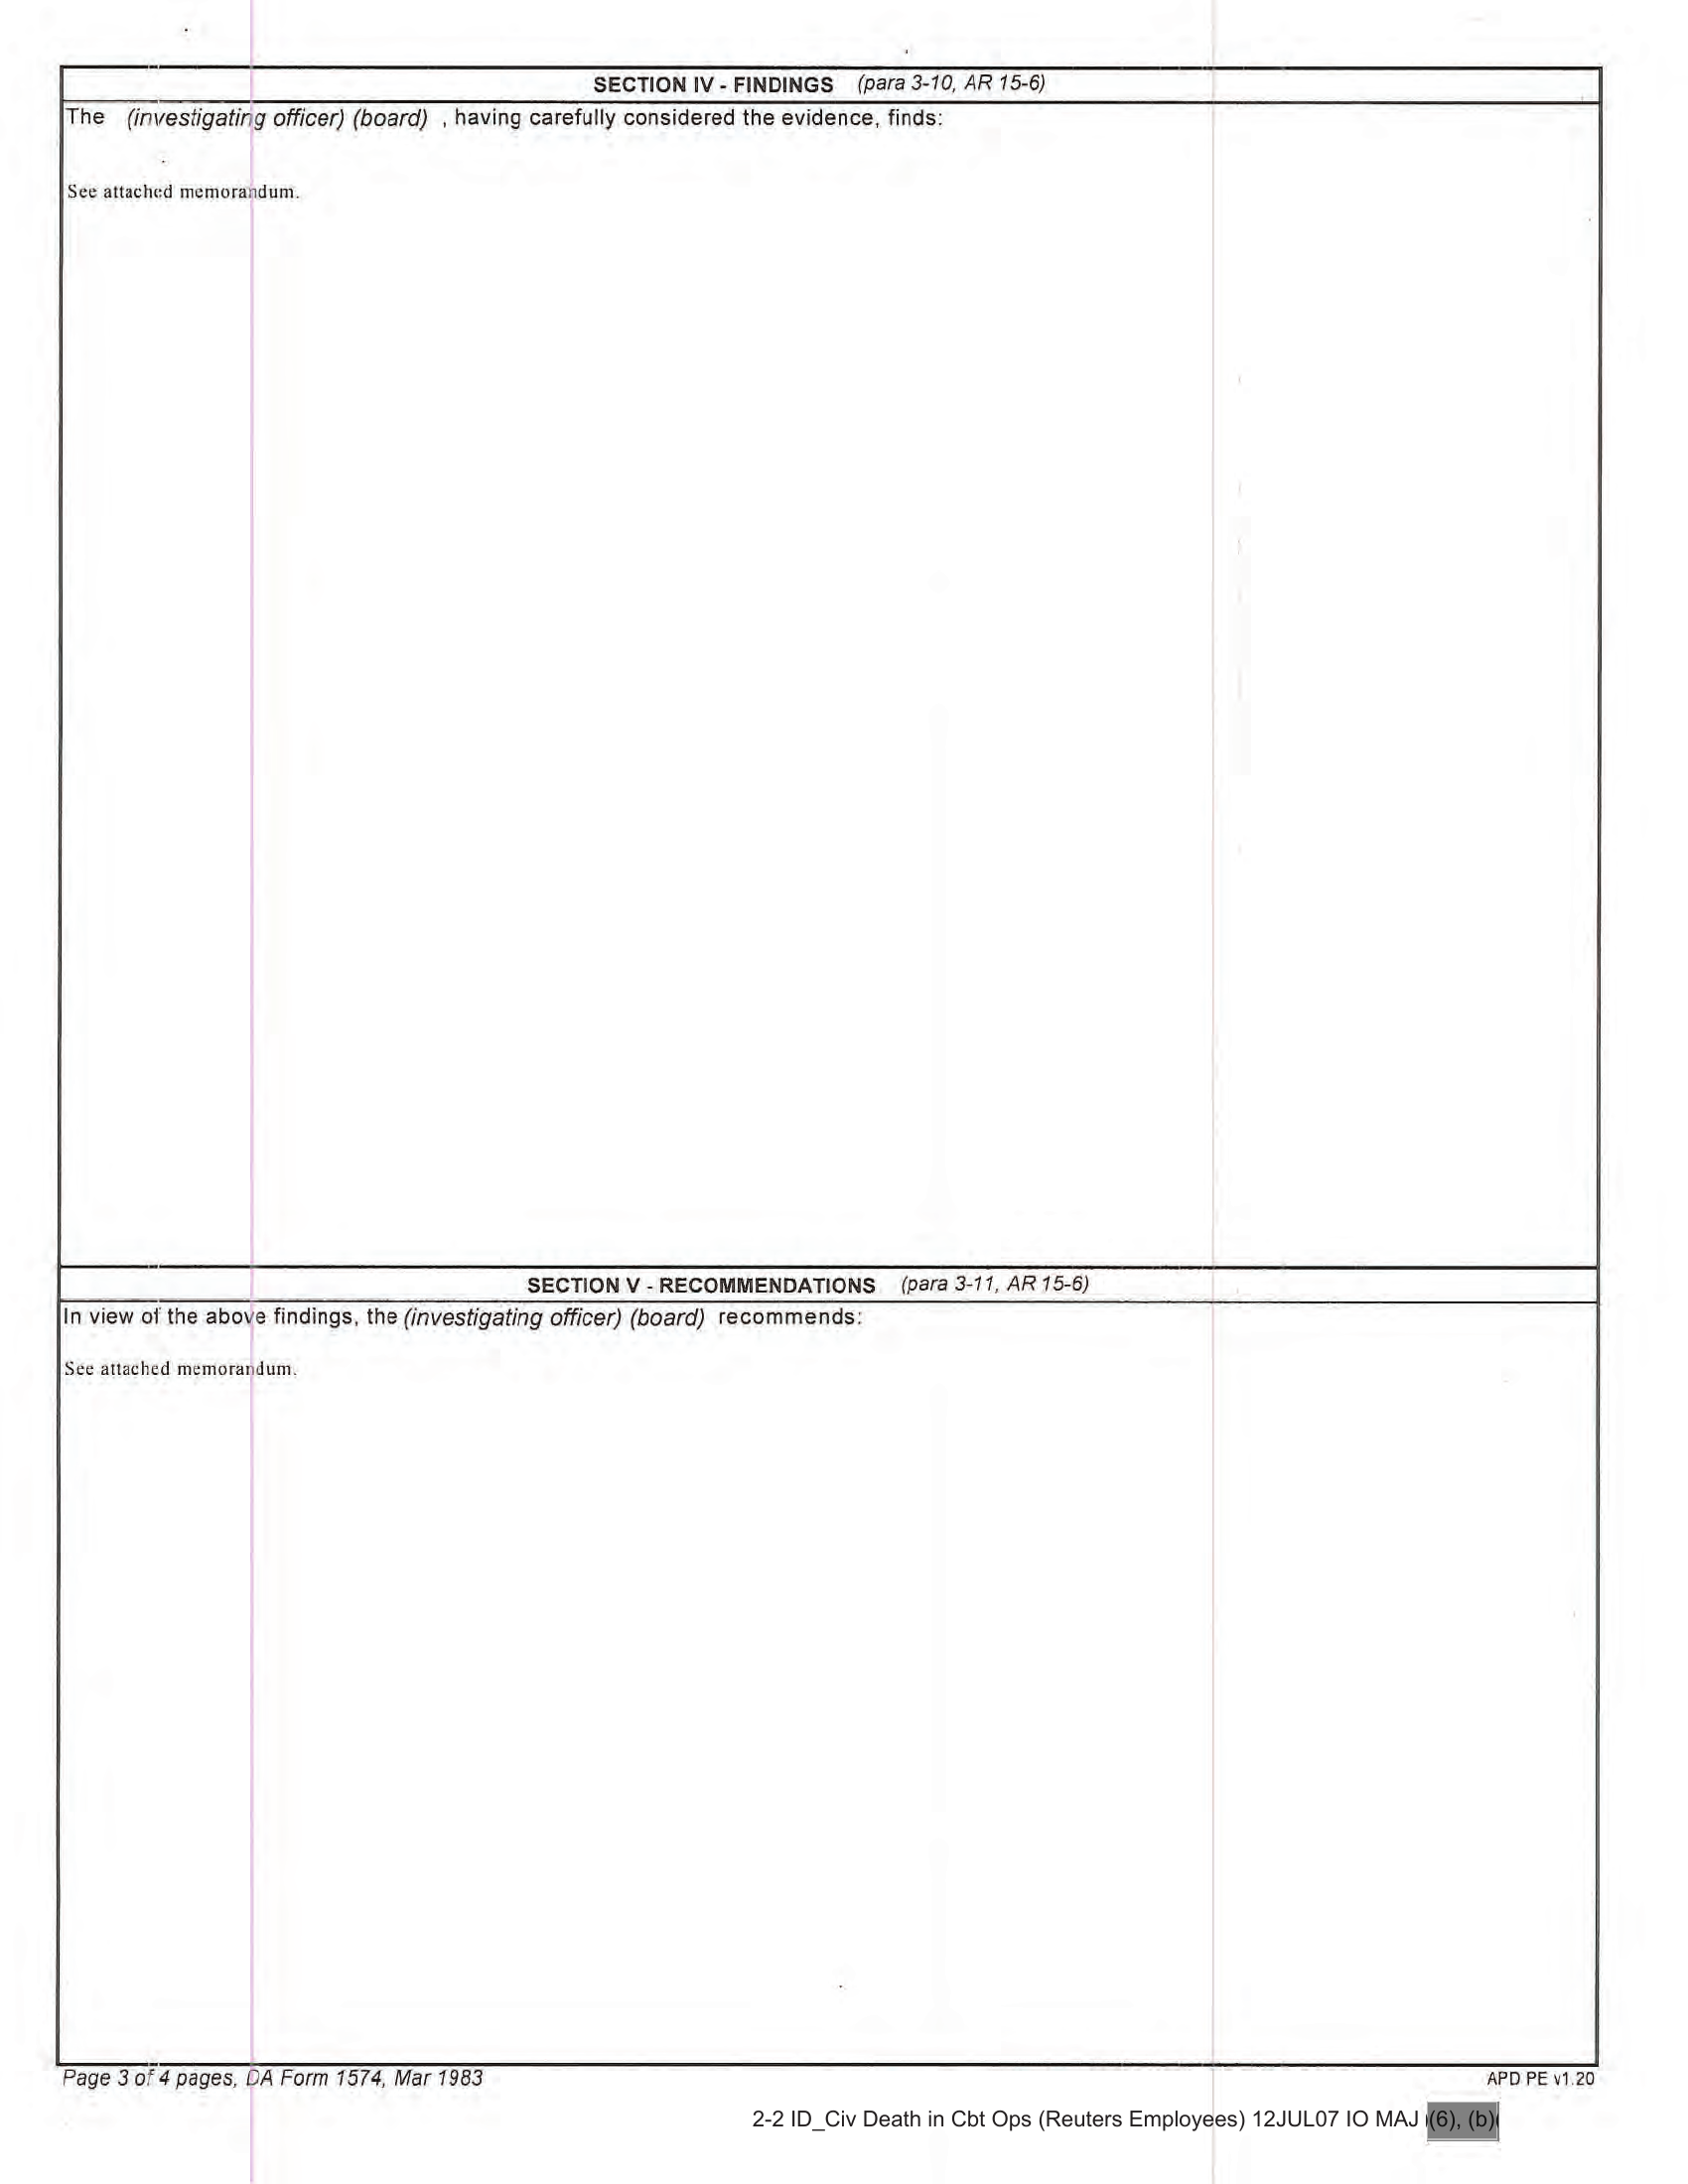 SECTION IV - FINDINGS (para 3-10, AR 15-6)
The (investigating officer) (board) , having carefully considered the evidence, finds:
See attached memorandum.
SECTION V - RECOMMENDATIONS (para 3-11, AR 15-6)
In view of the above findings, the (investigating officer) (board) recommends:
See attached memorandum.
Page 3 of 4 pages, DA Form 1574, Mar 1983
APD PE v1.20
2-2 ID_Civ Death in Cbt Ops (Reuters Employees) 12JUL07 IO MAJ (6), (b)